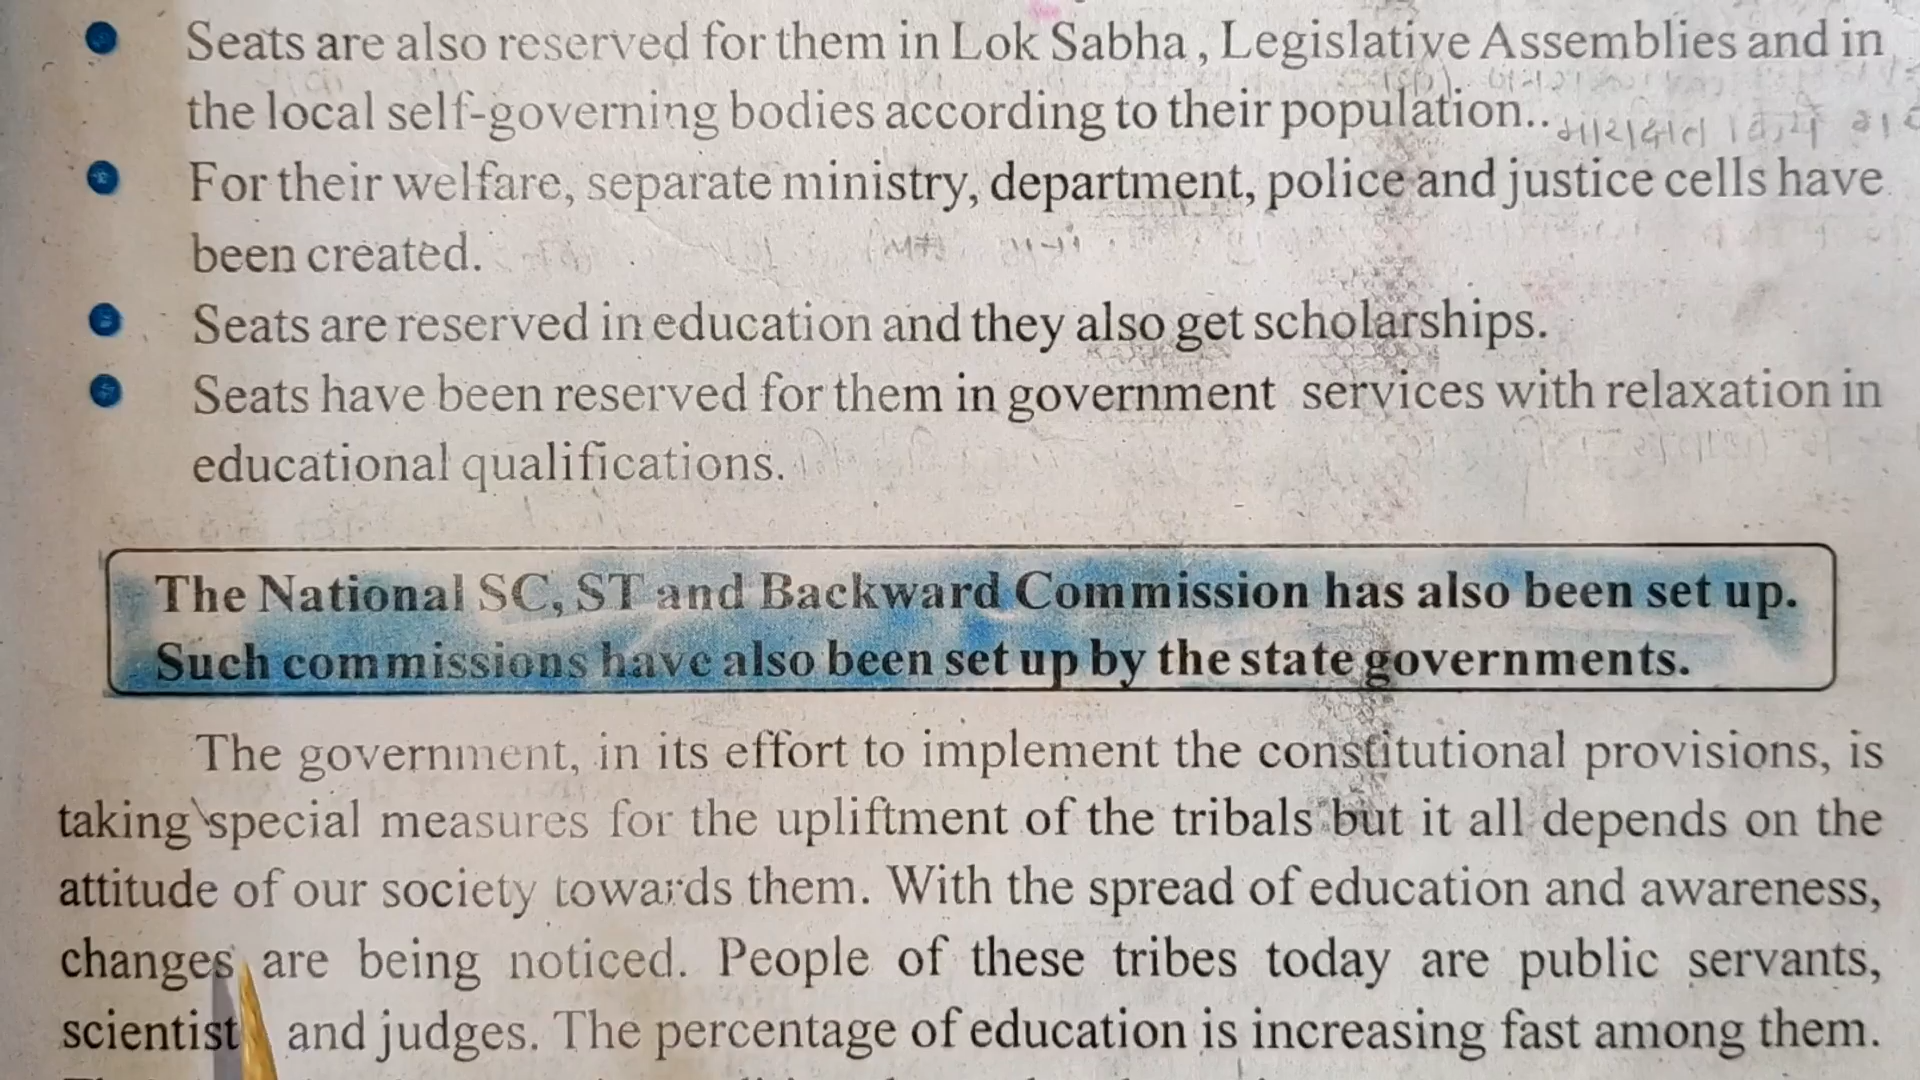 Seats are also reserved for them in Lok Sabha , Legislative Assemblies and in
the local self-governing bodies according to their population..
For their welfare, separate ministry, department, police and justice cells have
been created.
Seats are reserved in education and they also get scholarships.
Seats have been reserved for them in government services with relaxation in
educational qualifications.
The National SC, ST and Backward Commission has also been set up.
Such commissions have also been set up by the state governments.
The government, in its effort to implement the constitutional provisions, is
taking special measures for the upliftment of the tribals but it all depends on the
attitude of our society towards them. With the spread of education and awareness,
changes are being noticed. People of these tribes today are public servants,
scientist and judges. The percentage of education is increasing fast among them.